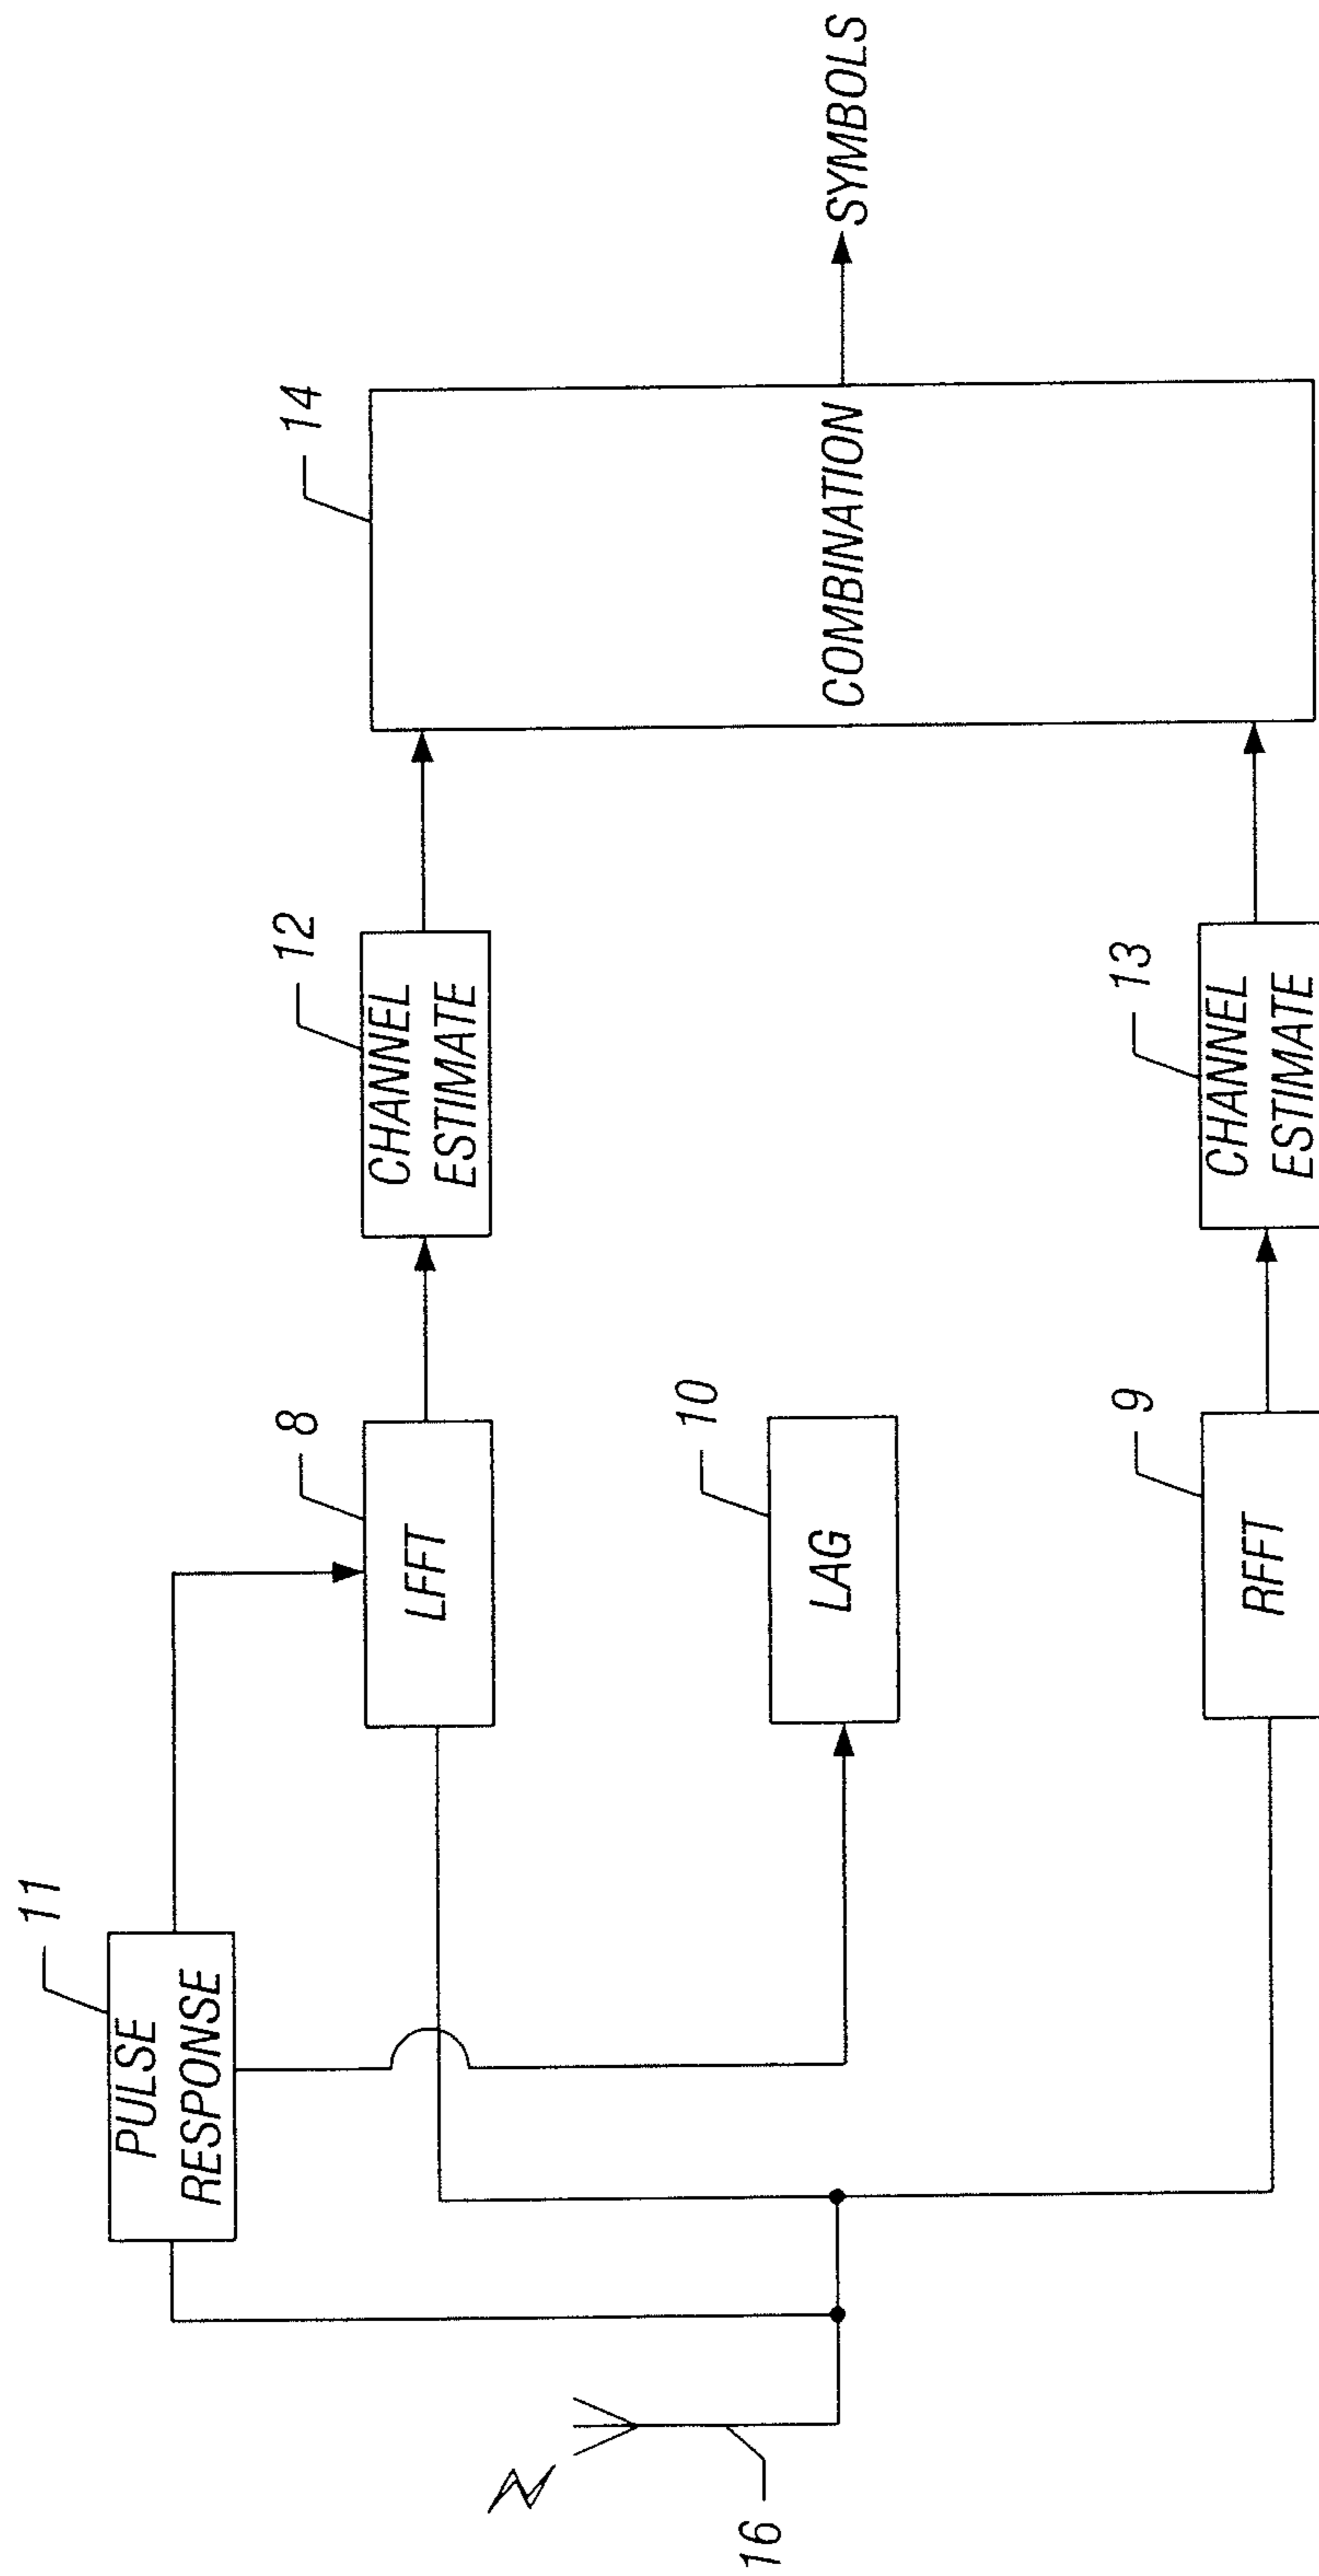 11
PULSE
RESPONSE
8
LFFT
12
CHANNEL
ESTIMATE
14
COMBINATION
SYMBOLS
10
LAG
16
9
RFFT
13
CHANNEL
ESTIMATE